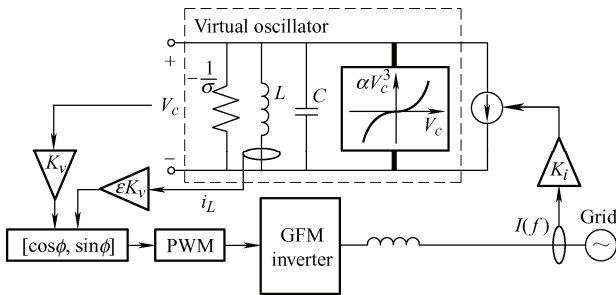 Virtual oscillator
+
−1/σ
L
C
αV_c^3
V_c
V_c
−
K_v
εK_v
i_L
K_i
[cosϕ, sinϕ]
PWM
GFM
inverter
I(f)
Grid
~